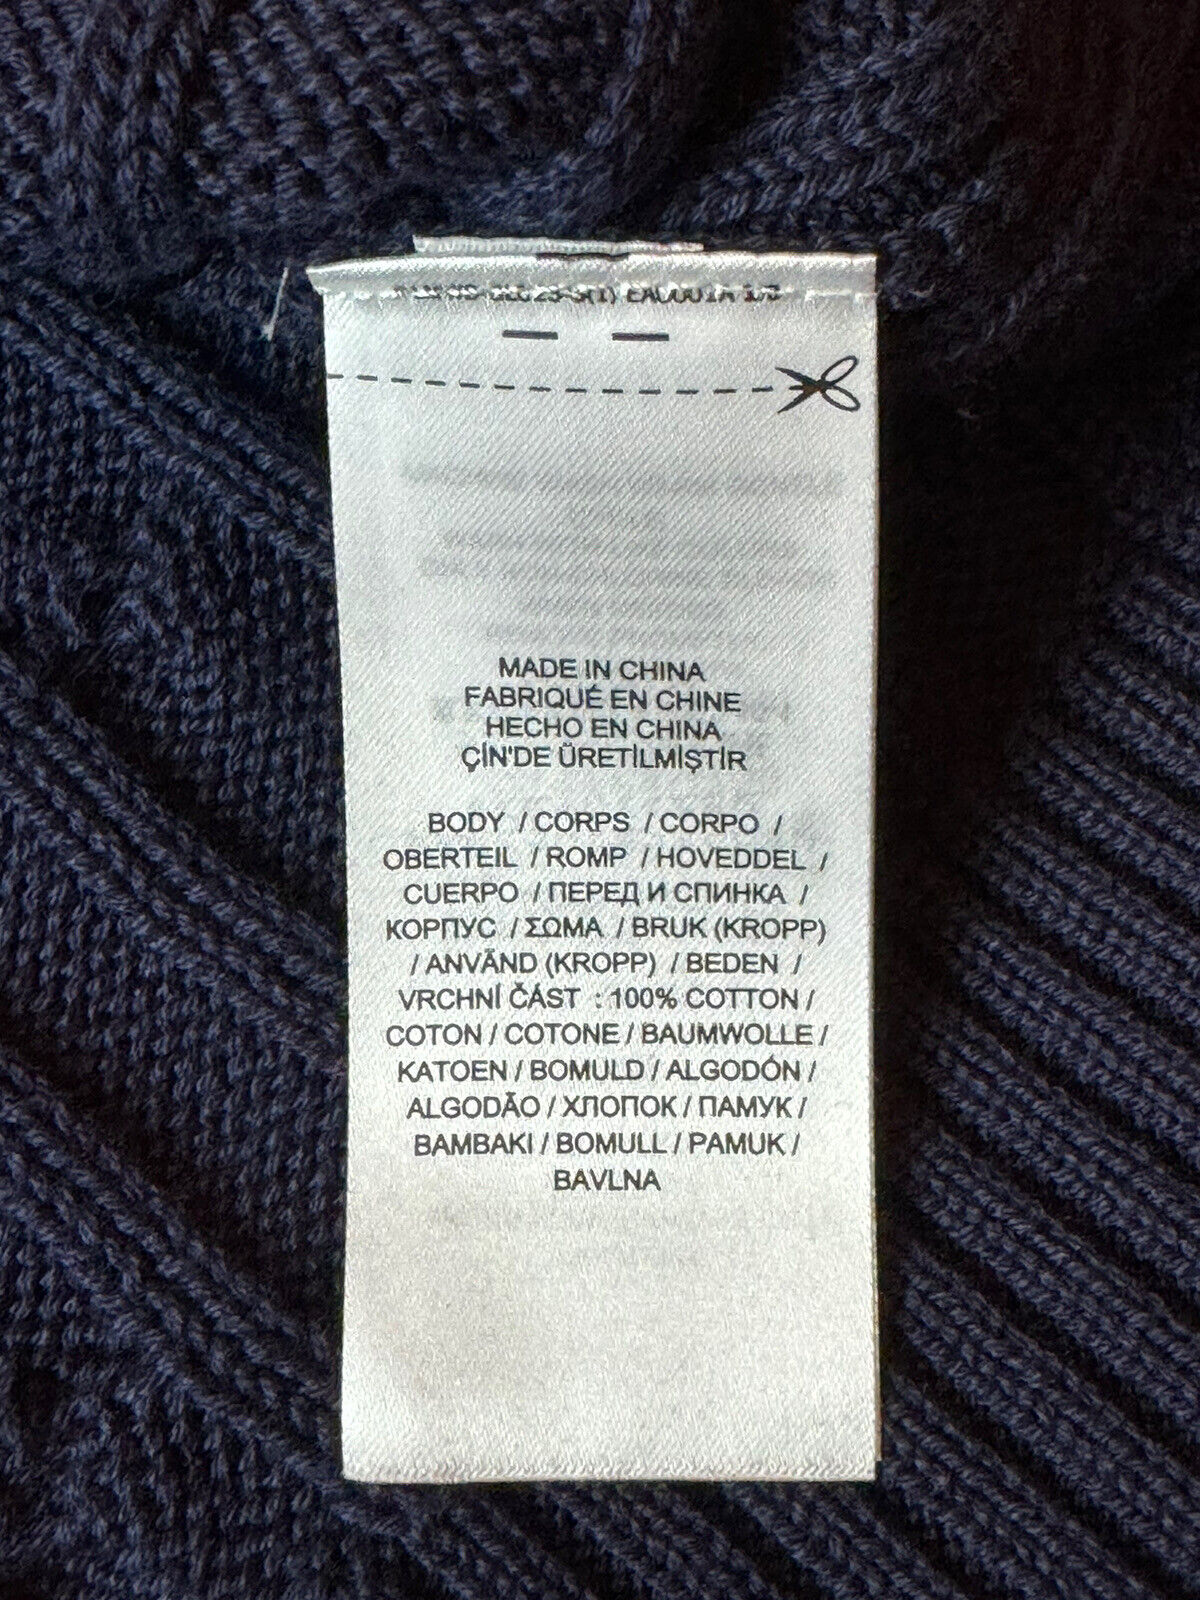 MADE IN CHINA
FABRIQUÉ EN CHINE
HECHO EN CHINA
ÇİN'DE ÜRETİLMİŞTİR
BODY / CORPS / CORPO /
OBERTEIL / ROMP / HOVEDDEL /
CUERPO / ПЕРЕД И СПИНКА /
КОРПУС / ΣΩΜΑ / BRUK (KROPP)
/ ANVÄND (KROPP) / BEDEN /
VRCHNÍ ČÁST : 100% COTTON /
COTON / COTONE / BAUMWOLLE /
KATOEN / BOMULD / ALGODÓN /
ALGODÃO / ХЛОПОК / ПАМУК /
BAMBAKI / BOMULL / PAMUK /
BAVLNA